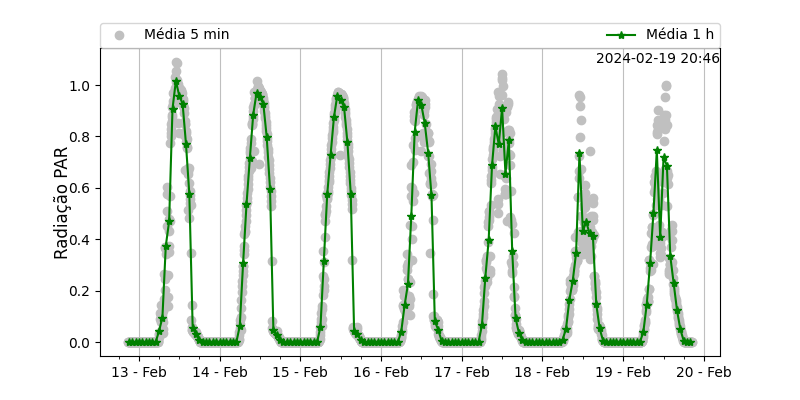 Média 5 min
Média 1 h
2024-02-19 20:46
Radiação PAR
1.0
0.8
0.6
0.4
0.2
0.0
13 - Feb
14 - Feb
15 - Feb
16 - Feb
17 - Feb
18 - Feb
19 - Feb
20 - Feb